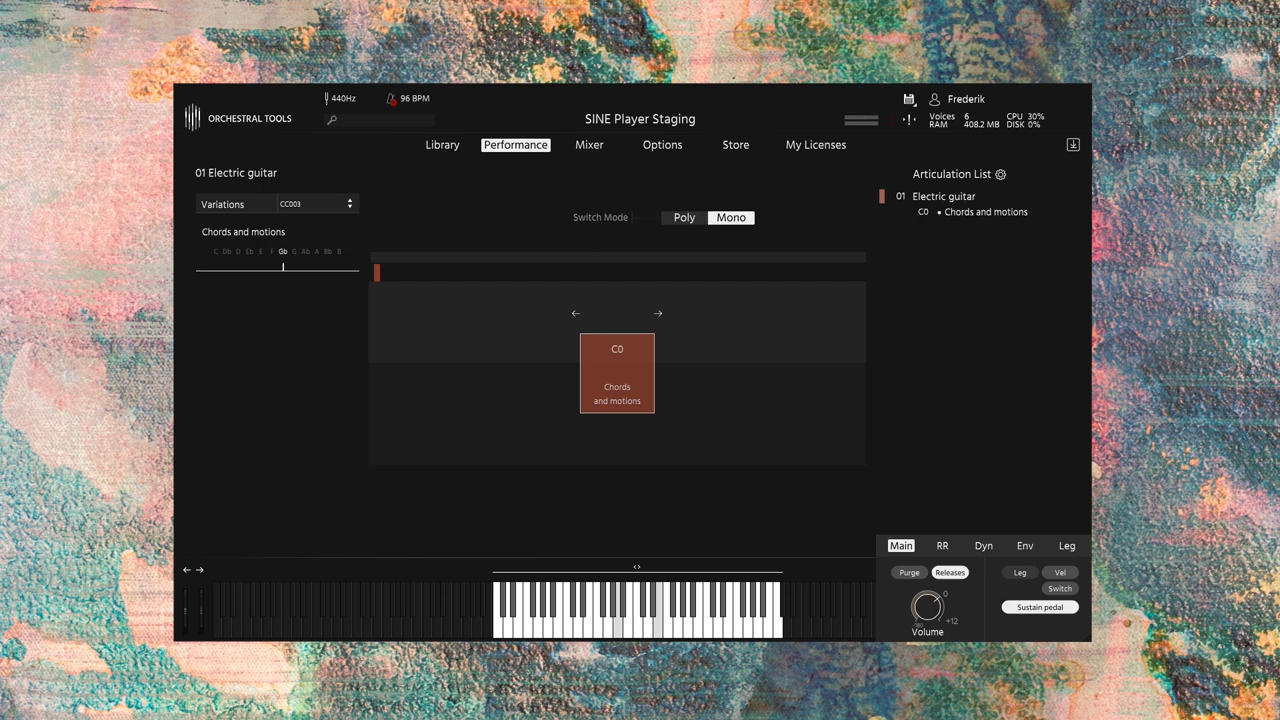 440Hz
96 BPM
Frederik
ORCHESTRAL TOOLS
SINE Player Staging
Voices 6 CPU 30%
RAM 408.2 MB DISK 0%
Library Performance Mixer Options Store My Licenses
01 Electric guitar
Articulation List
Variations CC003
01 Electric guitar
C0 • Chords and motions
Switch Mode Poly Mono
Chords and motions
C Db D Eb E F Gb G Ab A Bb B
C0
Chords
and motions
Main RR Dyn Env Leg
Purge Releases Leg Vel
Switch
0
Sustain pedal
+12
Volume